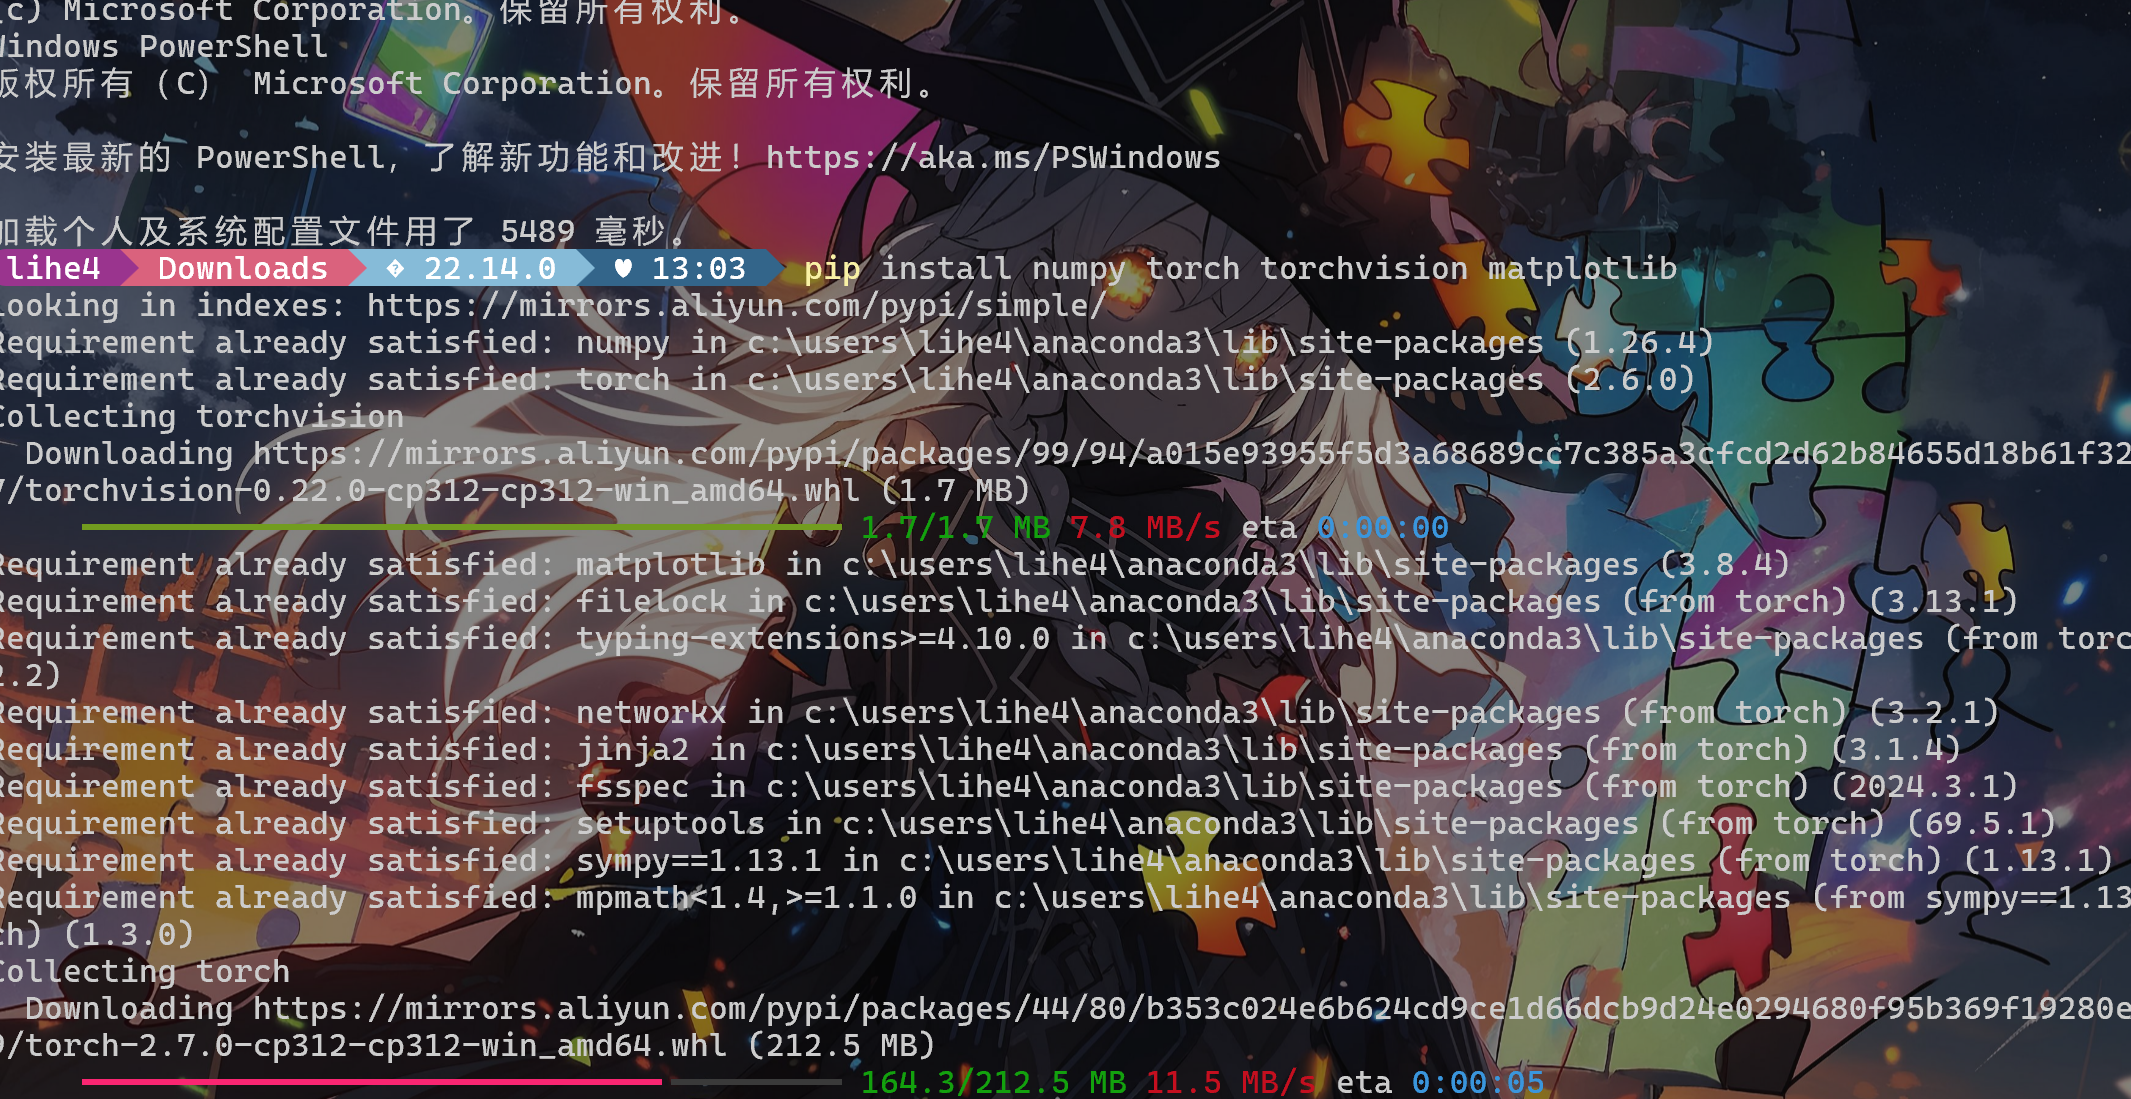 (c) Microsoft Corporation。保留所有权利。
Windows PowerShell
版权所有 (C) Microsoft Corporation。保留所有权利。
安装最新的 PowerShell,了解新功能和改进!https://aka.ms/PSWindows
加载个人及系统配置文件用了 5489 毫秒。
lihe4 Downloads � 22.14.0 ♥ 13:03 pip install numpy torch torchvision matplotlib
Looking in indexes: https://mirrors.aliyun.com/pypi/simple/
Requirement already satisfied: numpy in c:\users\lihe4\anaconda3\lib\site-packages (1.26.4)
Requirement already satisfied: torch in c:\users\lihe4\anaconda3\lib\site-packages (2.6.0)
Collecting torchvision
Downloading https://mirrors.aliyun.com/pypi/packages/99/94/a015e93955f5d3a68689cc7c385a3cfcd2d62b84655d18b61f32
/torchvision-0.22.0-cp312-cp312-win_amd64.whl (1.7 MB)
1.7/1.7 MB 7.8 MB/s eta 0:00:00
Requirement already satisfied: matplotlib in c:\users\lihe4\anaconda3\lib\site-packages (3.8.4)
Requirement already satisfied: filelock in c:\users\lihe4\anaconda3\lib\site-packages (from torch) (3.13.1)
Requirement already satisfied: typing-extensions>=4.10.0 in c:\users\lihe4\anaconda3\lib\site-packages (from torc
2.2)
Requirement already satisfied: networkx in c:\users\lihe4\anaconda3\lib\site-packages (from torch) (3.2.1)
Requirement already satisfied: jinja2 in c:\users\lihe4\anaconda3\lib\site-packages (from torch) (3.1.4)
Requirement already satisfied: fsspec in c:\users\lihe4\anaconda3\lib\site-packages (from torch) (2024.3.1)
Requirement already satisfied: setuptools in c:\users\lihe4\anaconda3\lib\site-packages (from torch) (69.5.1)
Requirement already satisfied: sympy==1.13.1 in c:\users\lihe4\anaconda3\lib\site-packages (from torch) (1.13.1)
Requirement already satisfied: mpmath<1.4,>=1.1.0 in c:\users\lihe4\anaconda3\lib\site-packages (from sympy==1.13
ch) (1.3.0)
Collecting torch
Downloading https://mirrors.aliyun.com/pypi/packages/44/80/b353c024e6b624cd9ce1d66dcb9d24e0294680f95b369f19280e
9/torch-2.7.0-cp312-cp312-win_amd64.whl (212.5 MB)
164.3/212.5 MB 11.5 MB/s eta 0:00:05